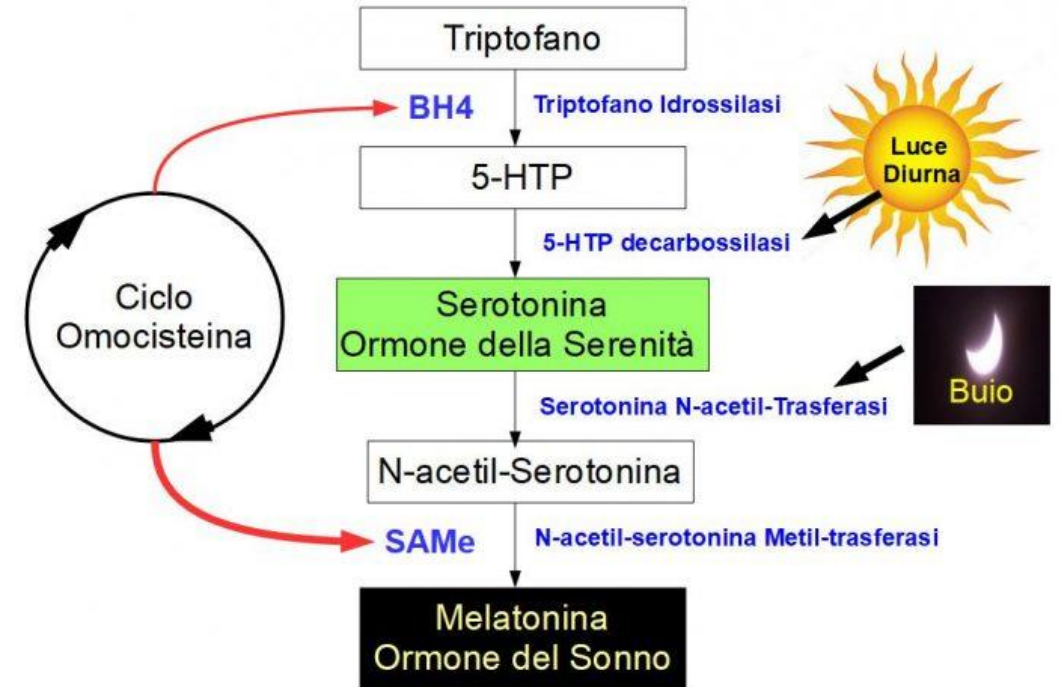 Triptofano
BH4
Triptofano Idrossilasi
Luce
Diurna
5-HTP
5-HTP decarbossilasi
Ciclo
Omocisteina
Serotonina
Ormone della Serenità
Buio
Serotonina N-acetil-Trasferasi
N-acetil-Serotonina
SAMe
N-acetil-serotonina Metil-trasferasi
Melatonina
Ormone del Sonno